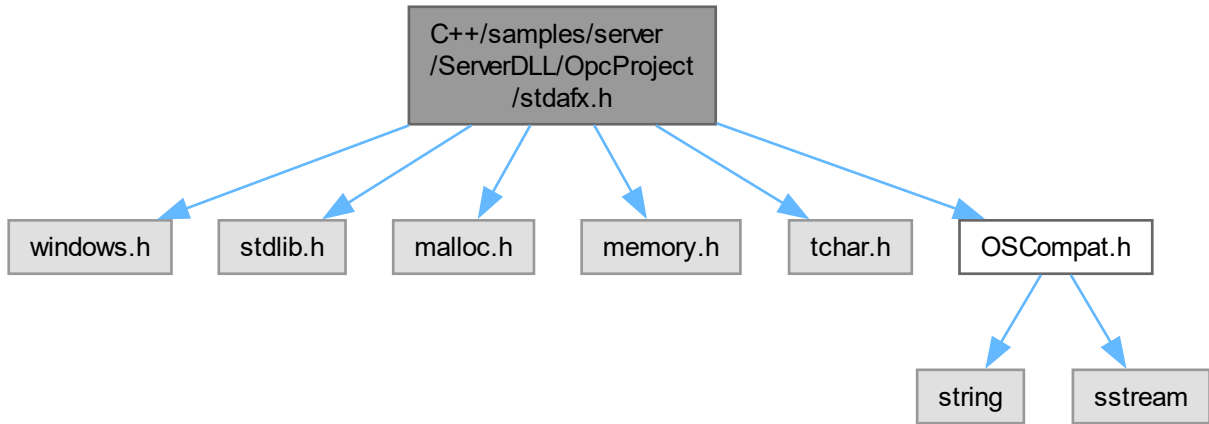 C++/samples/server
/ServerDLL/OpcProject
/stdafx.h
windows.h
stdlib.h
malloc.h
memory.h
tchar.h
OSCompat.h
string
sstream